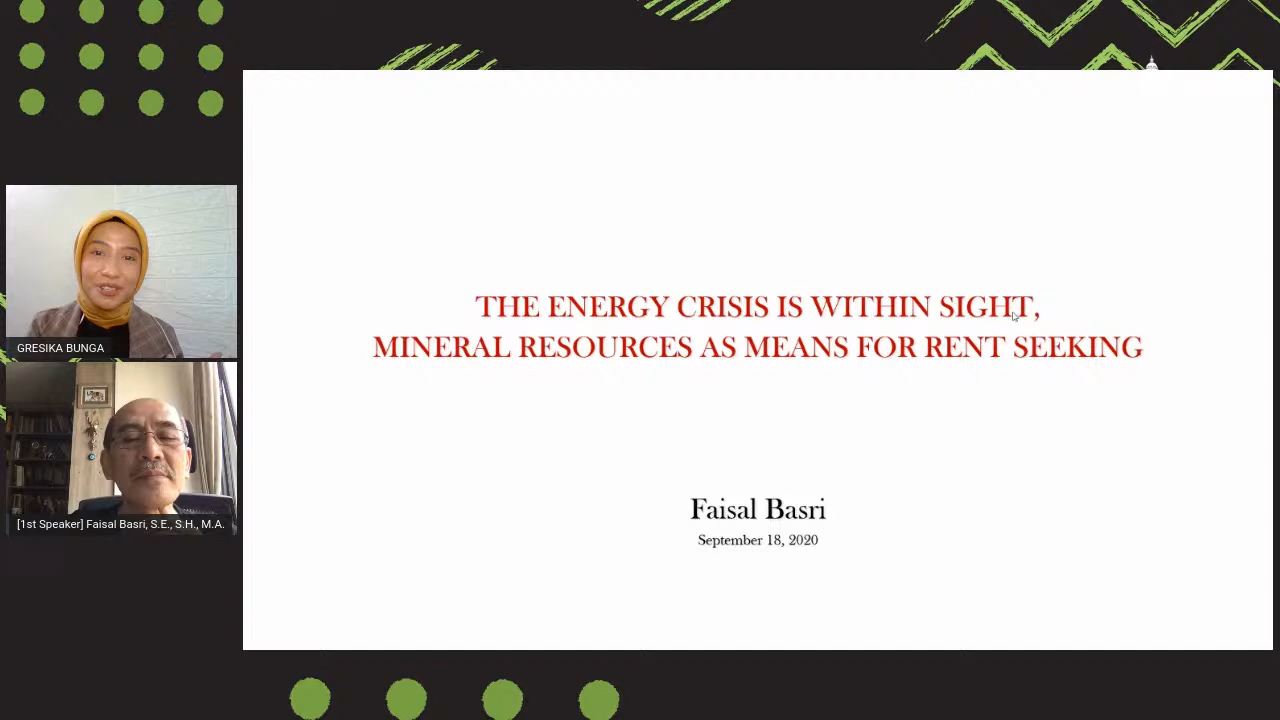 GRESIKA BUNGA
[1st Speaker] Faisal Basri, S.E., S.H., M.A.
THE ENERGY CRISIS IS WITHIN SIGHT,
MINERAL RESOURCES AS MEANS FOR RENT SEEKING
Faisal Basri
September 18, 2020